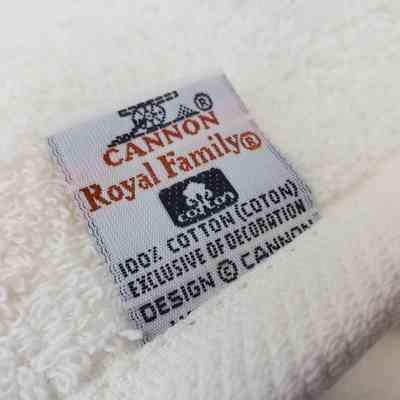 ®
CANNON
Royal Family®
cotton
100% COTTON (COTON)
EXCLUSIVE OF DECORATION
DESIGN © CANNON